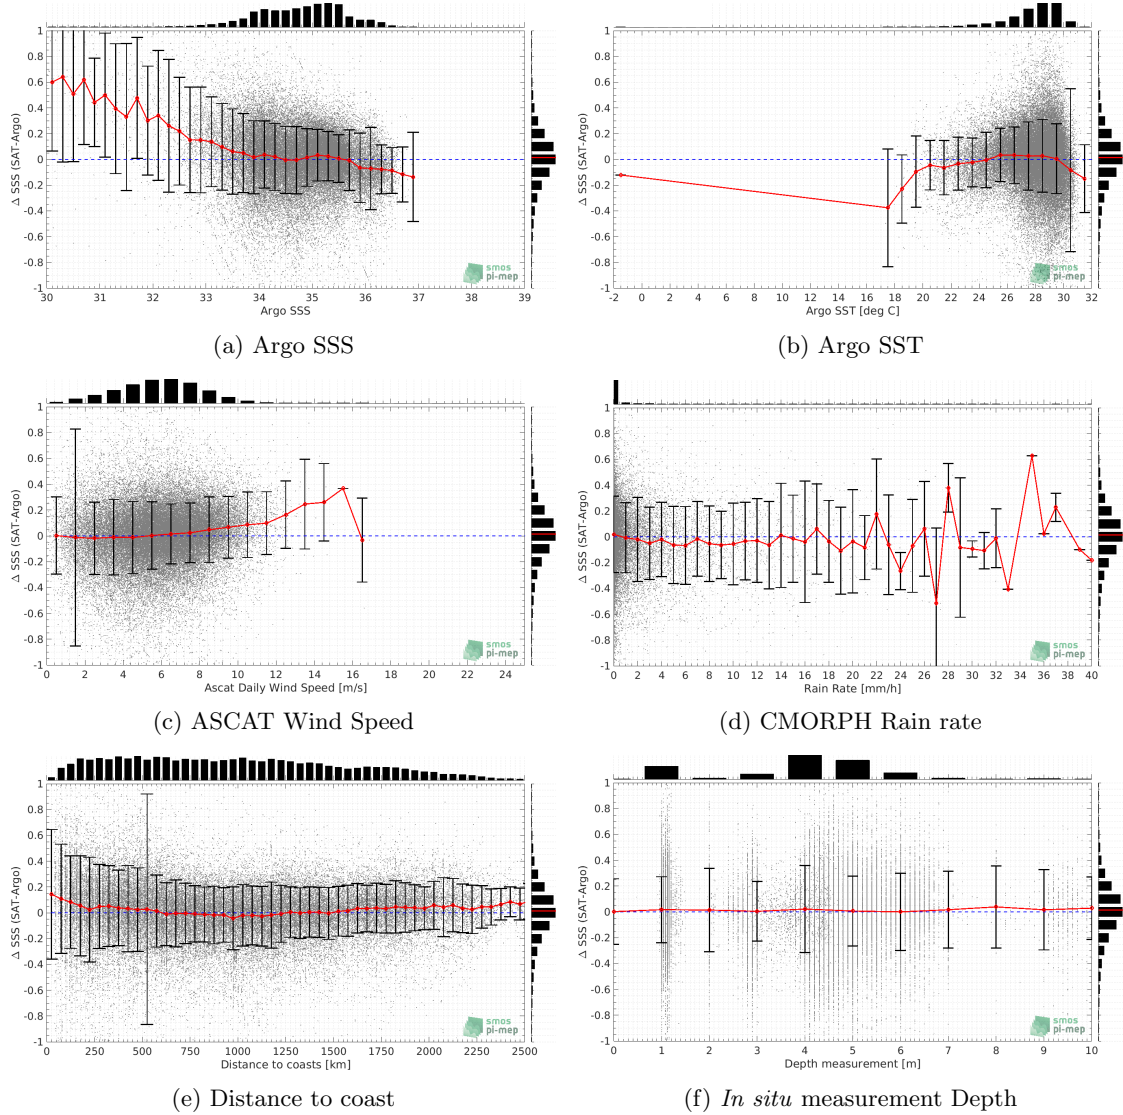 1
0.8
0.6
0.4
0.2
0
-0.2
-0.4
-0.6
-0.8
-1
Δ SSS (SAT-Argo)
30 31 32 33 34 35 36 37 38 39
Argo SSS
smos
pi-mep
(a) Argo SSS
1
0.8
0.6
0.4
0.2
0
-0.2
-0.4
-0.6
-0.8
-1
Δ SSS (SAT-Argo)
-2 0 2 4 6 8 10 12 14 16 18 20 22 24 26 28 30 32
Argo SST [deg C]
smos
pi-mep
(b) Argo SST
1
0.8
0.6
0.4
0.2
0
-0.2
-0.4
-0.6
-0.8
-1
Δ SSS (SAT-Argo)
0 2 4 6 8 10 12 14 16 18 20 22 24
Ascat Daily Wind Speed [m/s]
smos
pi-mep
(c) ASCAT Wind Speed
1
0.8
0.6
0.4
0.2
0
-0.2
-0.4
-0.6
-0.8
-1
Δ SSS (SAT-Argo)
0 2 4 6 8 10 12 14 16 18 20 22 24 26 28 30 32 34 36 38 40
Rain Rate [mm/h]
smos
pi-mep
(d) CMORPH Rain rate
1
0.8
0.6
0.4
0.2
0
-0.2
-0.4
-0.6
-0.8
-1
Δ SSS (SAT-Argo)
0 250 500 750 1000 1250 1500 1750 2000 2250 2500
Distance to coasts [km]
smos
pi-mep
(e) Distance to coast
1
0.8
0.6
0.4
0.2
0
-0.2
-0.4
-0.6
-0.8
-1
Δ SSS (SAT-Argo)
0 1 2 3 4 5 6 7 8 9 10
Depth measurement [m]
smos
pi-mep
(f) In situ measurement Depth